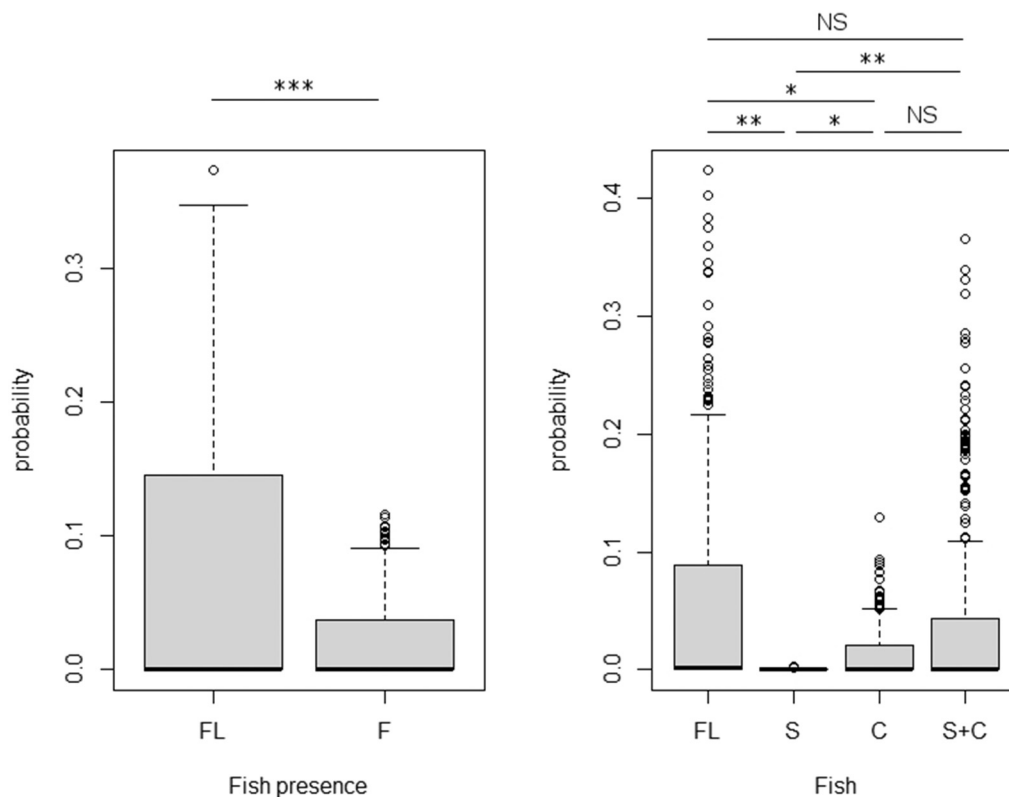 ***
probability
0.3
0.2
0.1
0.0
FL F
Fish presence
NS
**
*
NS
** *
probability
0.4
0.3
0.2
0.1
0.0
FL S C S+C
Fish